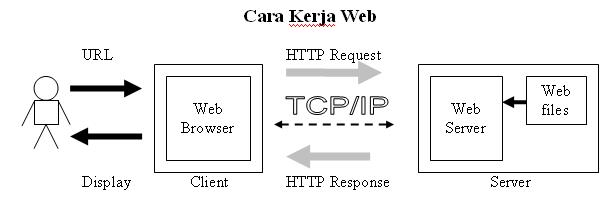 Cara Kerja Web
URL
HTTP Request
Web
Browser
TCP/IP
Web
Server
Web
files
Display
Client
HTTP Response
Server